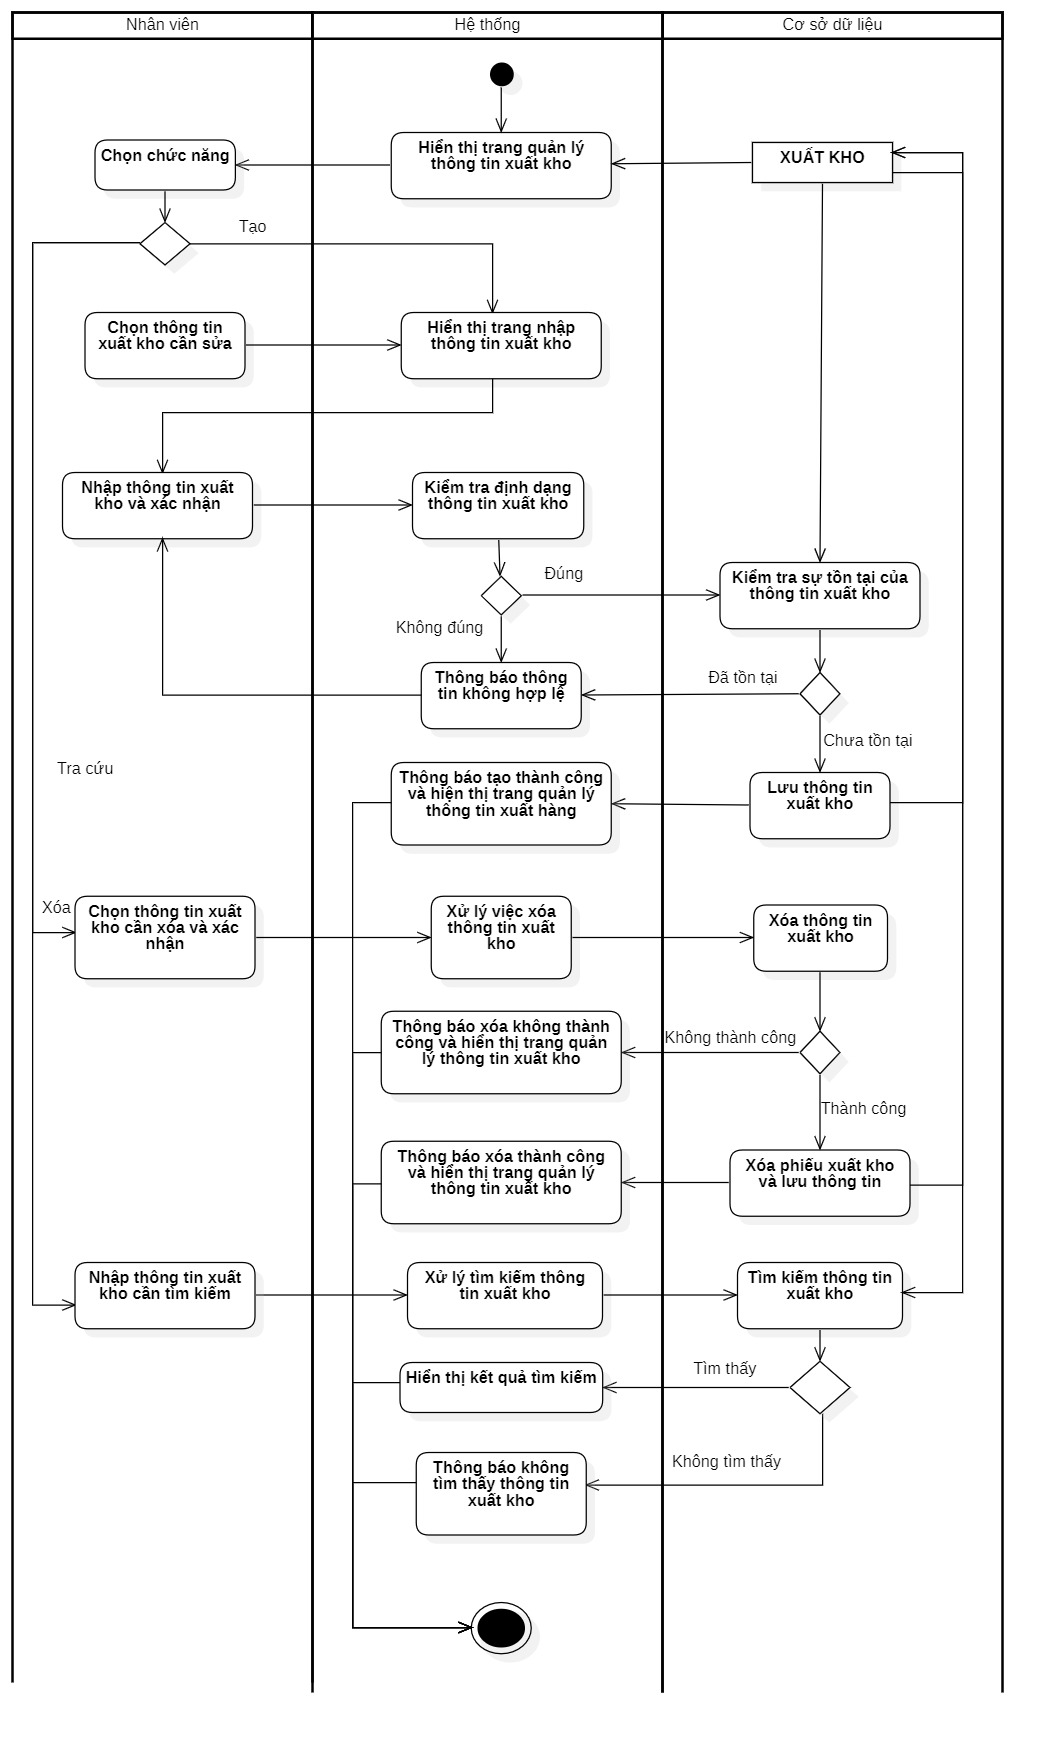 Nhân viên
Hệ thống
Cơ sở dữ liệu
Chọn chức năng
Hiển thị trang quản lý
thông tin xuất kho
XUẤT KHO
Tạo
Chọn thông tin
xuất kho cần sửa
Hiển thị trang nhập
thông tin xuất kho
Nhập thông tin xuất
kho và xác nhận
Kiểm tra định dạng
thông tin xuất kho
Đúng
Kiểm tra sự tồn tại của
thông tin xuất kho
Không đúng
Thông báo thông
tin không hợp lệ
Đã tồn tại
Chưa tồn tại
Tra cứu
Thông báo tạo thành công
và hiện thị trang quản lý
thông tin xuất hàng
Lưu thông tin
xuất kho
Xóa
Chọn thông tin xuất
kho cần xóa và xác
nhận
Xử lý việc xóa
thông tin xuất
kho
Xóa thông tin
xuất kho
Thông báo xóa không thành
công và hiển thị trang quản
lý thông tin xuất kho
Không thành công
Thành công
Thông báo xóa thành công
và hiển thị trang quản lý
thông tin xuất kho
Xóa phiếu xuất kho
và lưu thông tin
Nhập thông tin xuất
kho cần tìm kiếm
Xử lý tìm kiếm thông
tin xuất kho
Tìm kiếm thông tin
xuất kho
Hiển thị kết quả tìm kiếm
Tìm thấy
Thông báo không
tìm thấy thông tin
xuất kho
Không tìm thấy